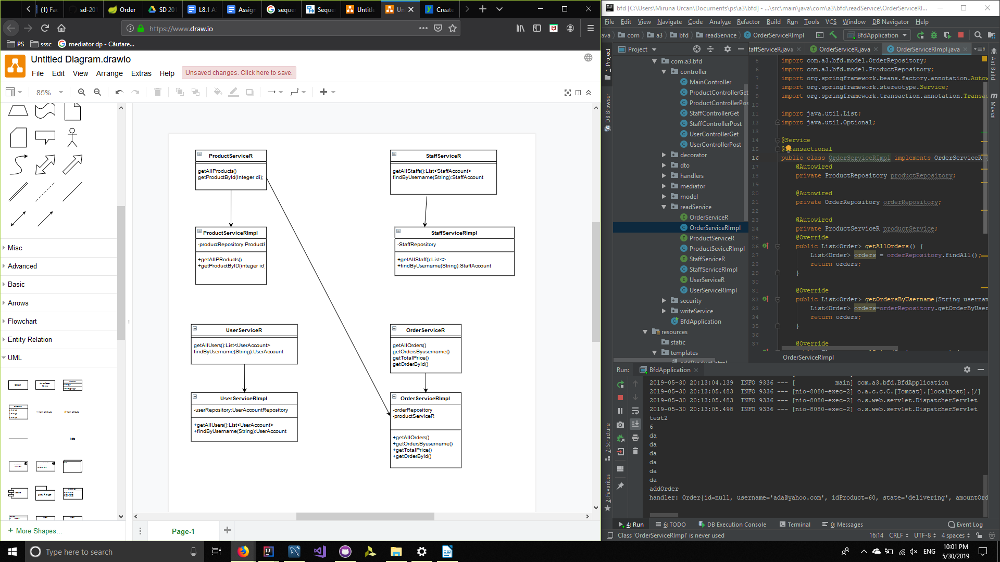 (1) Fac
sd-201
Order
SD 201
L8.1 A
Assign
seque
Seque
Untitle
Un
Create
https://www.draw.io
PS
sssc
mediator dp - Căutare...
Untitled Diagram.drawio
File
Edit
View
Arrange
Extras
Help
Unsaved changes. Click here to save.
85%
Misc
Advanced
Basic
Arrows
Flowchart
Entity Relation
UML
+ More Shapes...
ProductServiceR
getAllProducts()
getProductById(Integer di);
ProductServiceRImpl
-productRepository:Product
+getAllPRoducts()
+getProductByID(integer id
StaffServiceR
getAllStaffs():List<StaffAccount>
findByUsername(String):StaffAccount
StaffServiceRImpl
-StaffRepository
+getAllStaff():List<>
+findByUsername(String):StaffAccount
UserServiceR
getAllUsers():List<UserAccount>
findByUsername(String):UserAccount
UserServiceRImpl
-userRepository:UserAccountRepository
+getAllUsers():List<UserAccount>
+findByUsername(String):UserAccount
OrderServiceR
getAllOrders()
getOrdersByusername()
getTotalPrice()
getOrderById()
OrderServiceRImpl
-orderRepository
-productServiceR
+getAllOrders()
+getOrdersByusername()
+getTotalPrice()
+getOrderById()
Page-1
bfd [C:\Users\Miruna Urcan\Documents\ps\a3\bfd] - ...\src\main\java\com\a3\bfd\readService\OrderServiceRI...
File Edit View Navigate Code Analyze Refactor Build Run Tools VCS Window DB Navigator Help
ava
com
a3
bfd
readService
OrderServiceRImpl
BfdApplication
Project
taffServiceR.java
OrderServiceR.java
OrderServiceRImpl.java
1: Project
DB Browser
7: Structure
2: Favorites
Ant Build
Maven
com.a3.bfd
controller
MainController
ProductControllerGet
ProductControllerPos
StaffControllerGet
StaffControllerPost
UserControllerGet
UserControllerPost
decorator
dto
handlers
mediator
model
readService
OrderServiceR
OrderServiceRImpl
ProductServiceR
ProductSeviceRImpl
StaffServiceR
StaffServiceRImpl
UserServiceR
UserServiceRImpl
security
writeService
BfdApplication
resources
static
templates
5 import com.a3.bfd.model.OrderRepository;
6 import com.a3.bfd.model.ProductRepository;
7 import org.springframework.beans.factory.annotation.Autow
8 import org.springframework.stereotype.Service;
9 import org.springframework.transaction.annotation.Transa
10
11 import java.util.List;
12 import java.util.Optional;
13
14 @Service
15 @Transactional
16 public class OrderServiceRImpl implements OrderServiceR
17 @Autowired
18 private ProductRepository productRepository;
19
20 @Autowired
21 private OrderRepository orderRepository;
22
23 @Autowired
24 private ProductServiceR productService;
25 @Override
26 public List<Order> getAllOrders() {
27 List<Order> orders = orderRepository.findAll();
28 return orders;
29 }
30
31 @Override
32 public List<Order> getOrdersByUsername(String usernam
33 List<Order> orders=orderRepository.getOrderByUser
34 return orders;
35 }
36
37 @Override
OrderServiceRImpl
Run:
BfdApplication
2019-05-30 20:13:04.139 INFO 9336 --- [ main] com.a3.bfd.BfdApplication
2019-05-30 20:13:05.483 INFO 9336 --- [nio-8080-exec-2] o.a.c.c.C.[Tomcat].[localhost].[/]
2019-05-30 20:13:05.483 INFO 9336 --- [nio-8080-exec-2] o.s.web.servlet.DispatcherServlet
2019-05-30 20:13:05.498 INFO 9336 --- [nio-8080-exec-2] o.s.web.servlet.DispatcherServlet
test2
6
da
da
da
da
da
da
addOrder
handler: Order{id=null, username='ada@yahoo.com', idProduct=60, state='delivering', amountOrd
4: Run
6: TODO
DB Execution Console
Terminal
0: Messages
Event Log
Class 'OrderServiceRImpl' is never used
16:14
CRLF
UTF-8
4 spaces
Type here to search
ENG
10:01 PM
5/30/2019